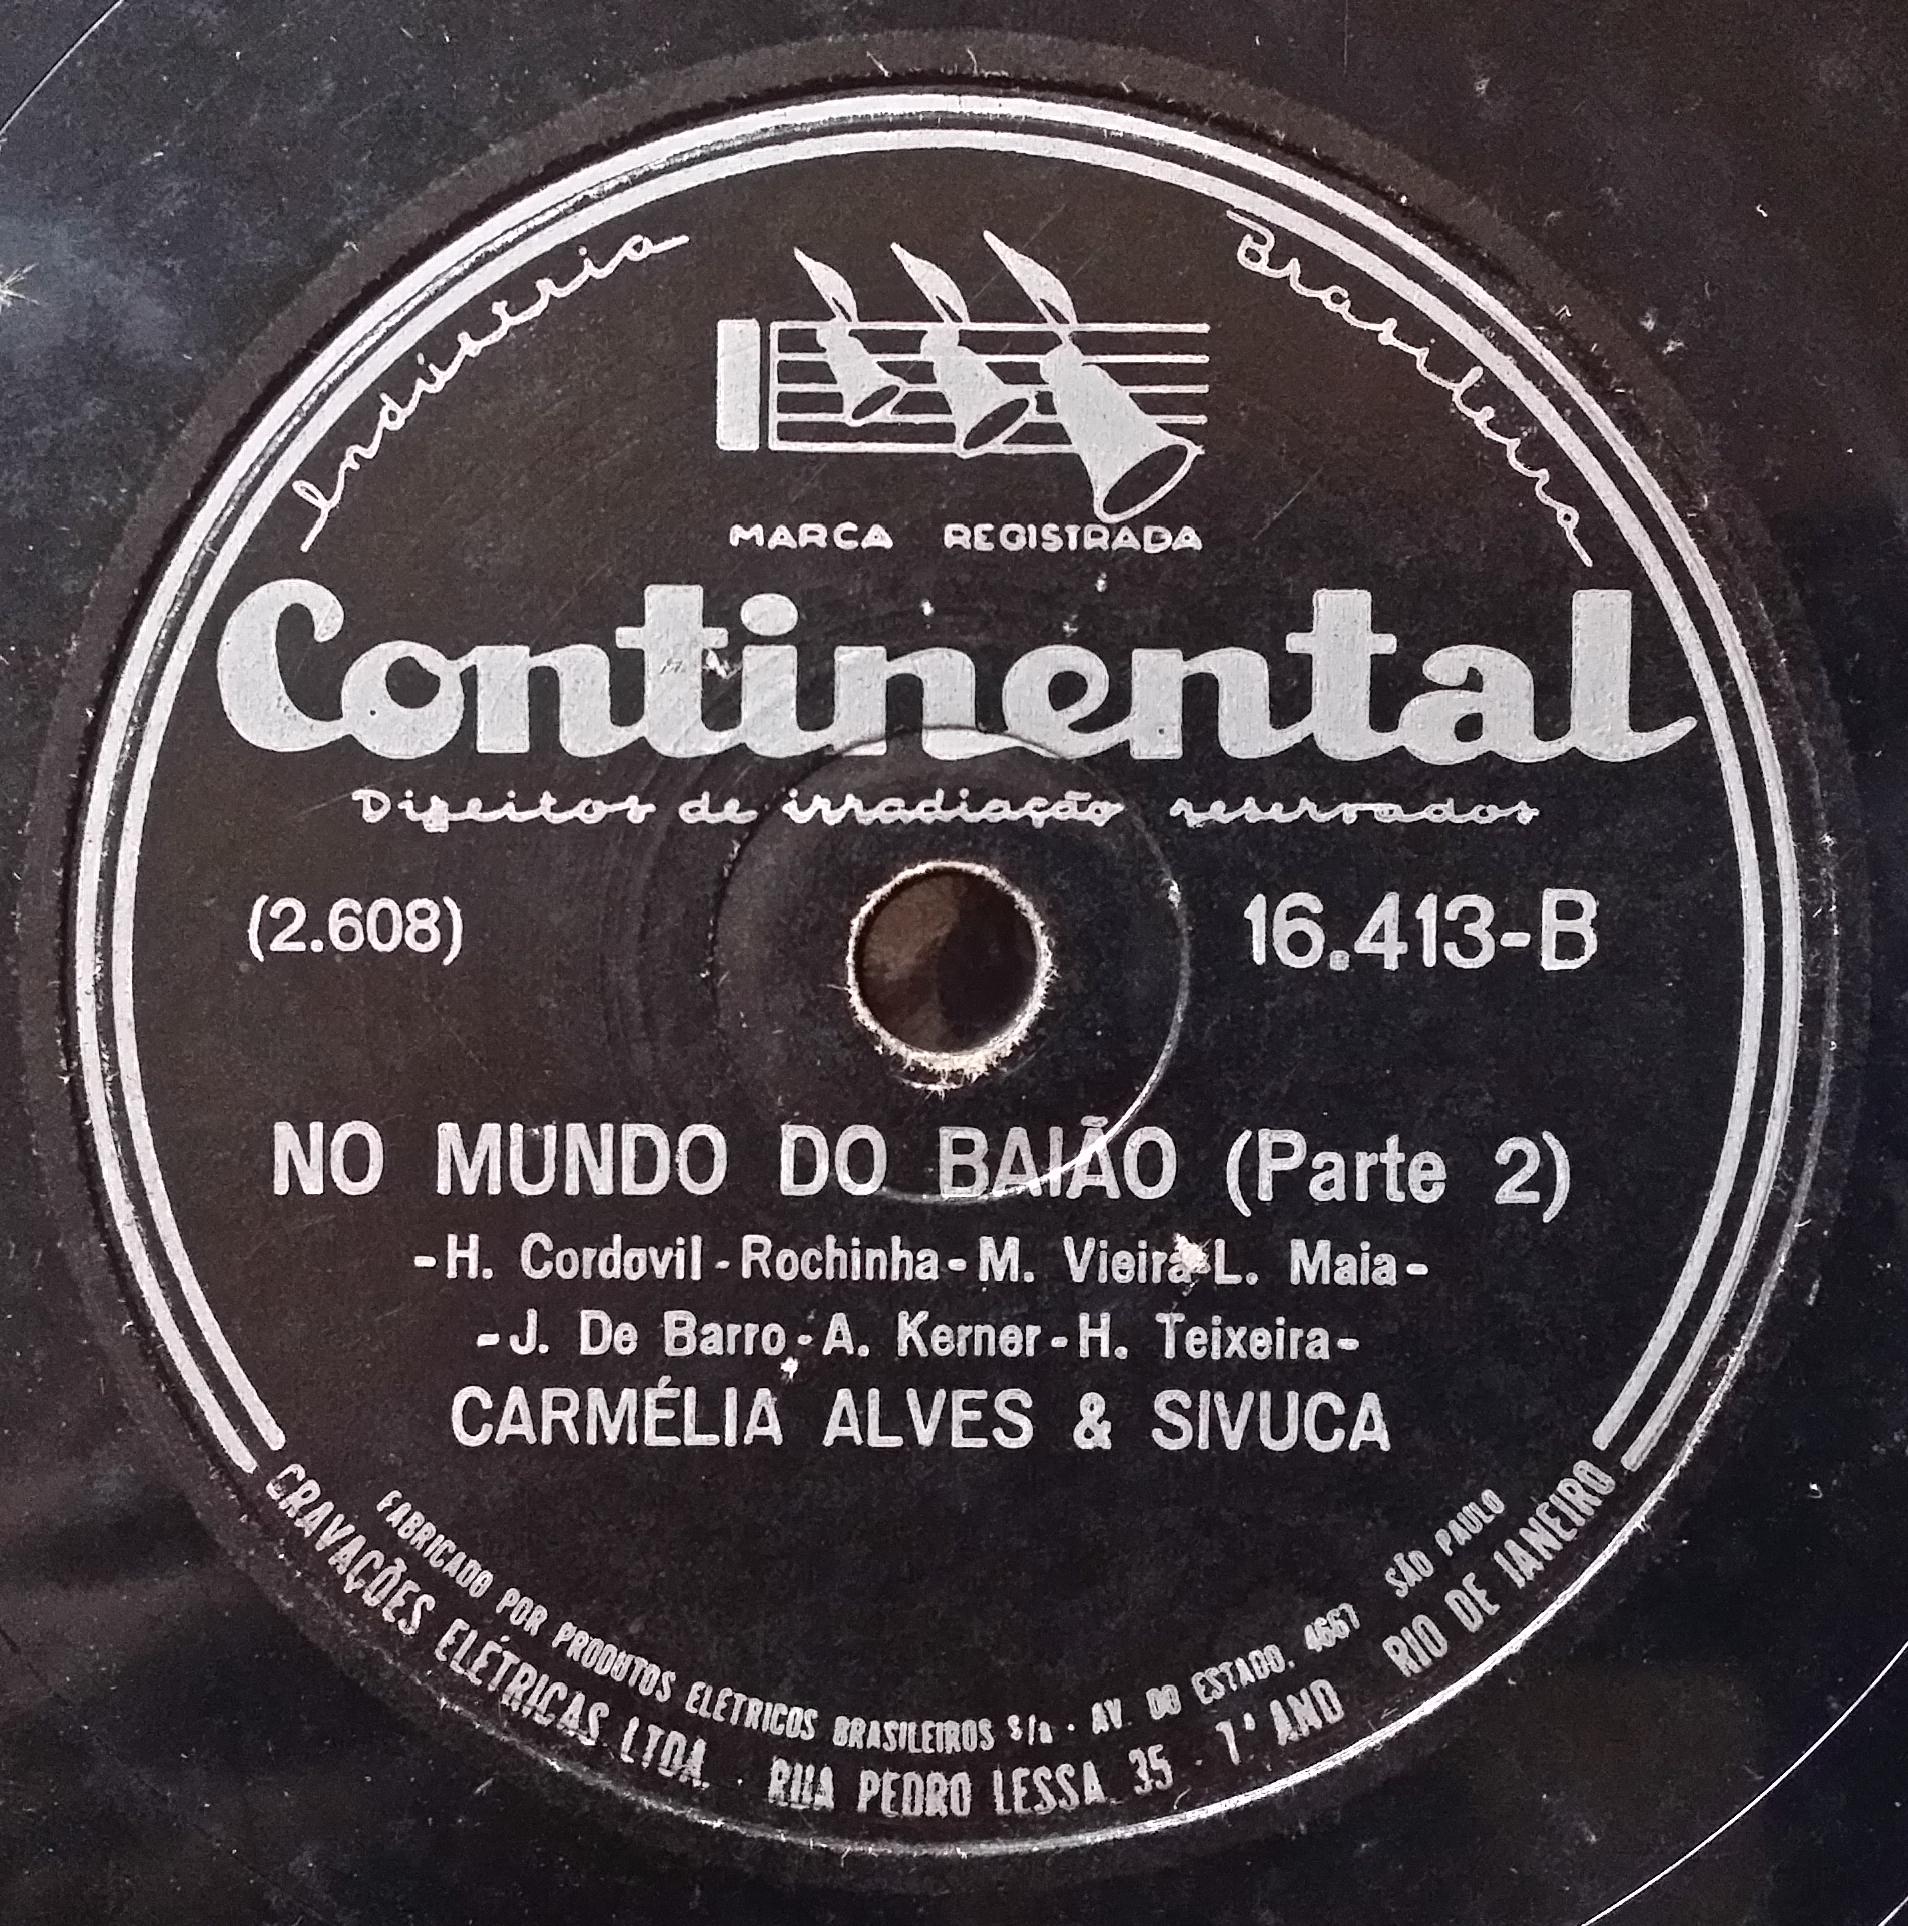 Indústria Brasileira
MARCA REGISTRADA
Continental
Direitos de irradiação reservados
(2.608)
16.413-B
NO MUNDO DO BAIÃO (Parte 2)
-H. Cordovil-Rochinha-M. Vieira-L. Maia-
-J. De Barro-A. Kerner-H. Teixeira-
CARMÉLIA ALVES & SIVUCA
FABRICADO POR PRODUTOS ELÉTRICOS BRASILEIROS S/a · AV. DO ESTADO, 4667 SÃO PAULO
GRAVAÇÕES ELÉTRICAS LTDA. · RUA PEDRO LESSA, 35 · 7º AND RIO DE JANEIRO